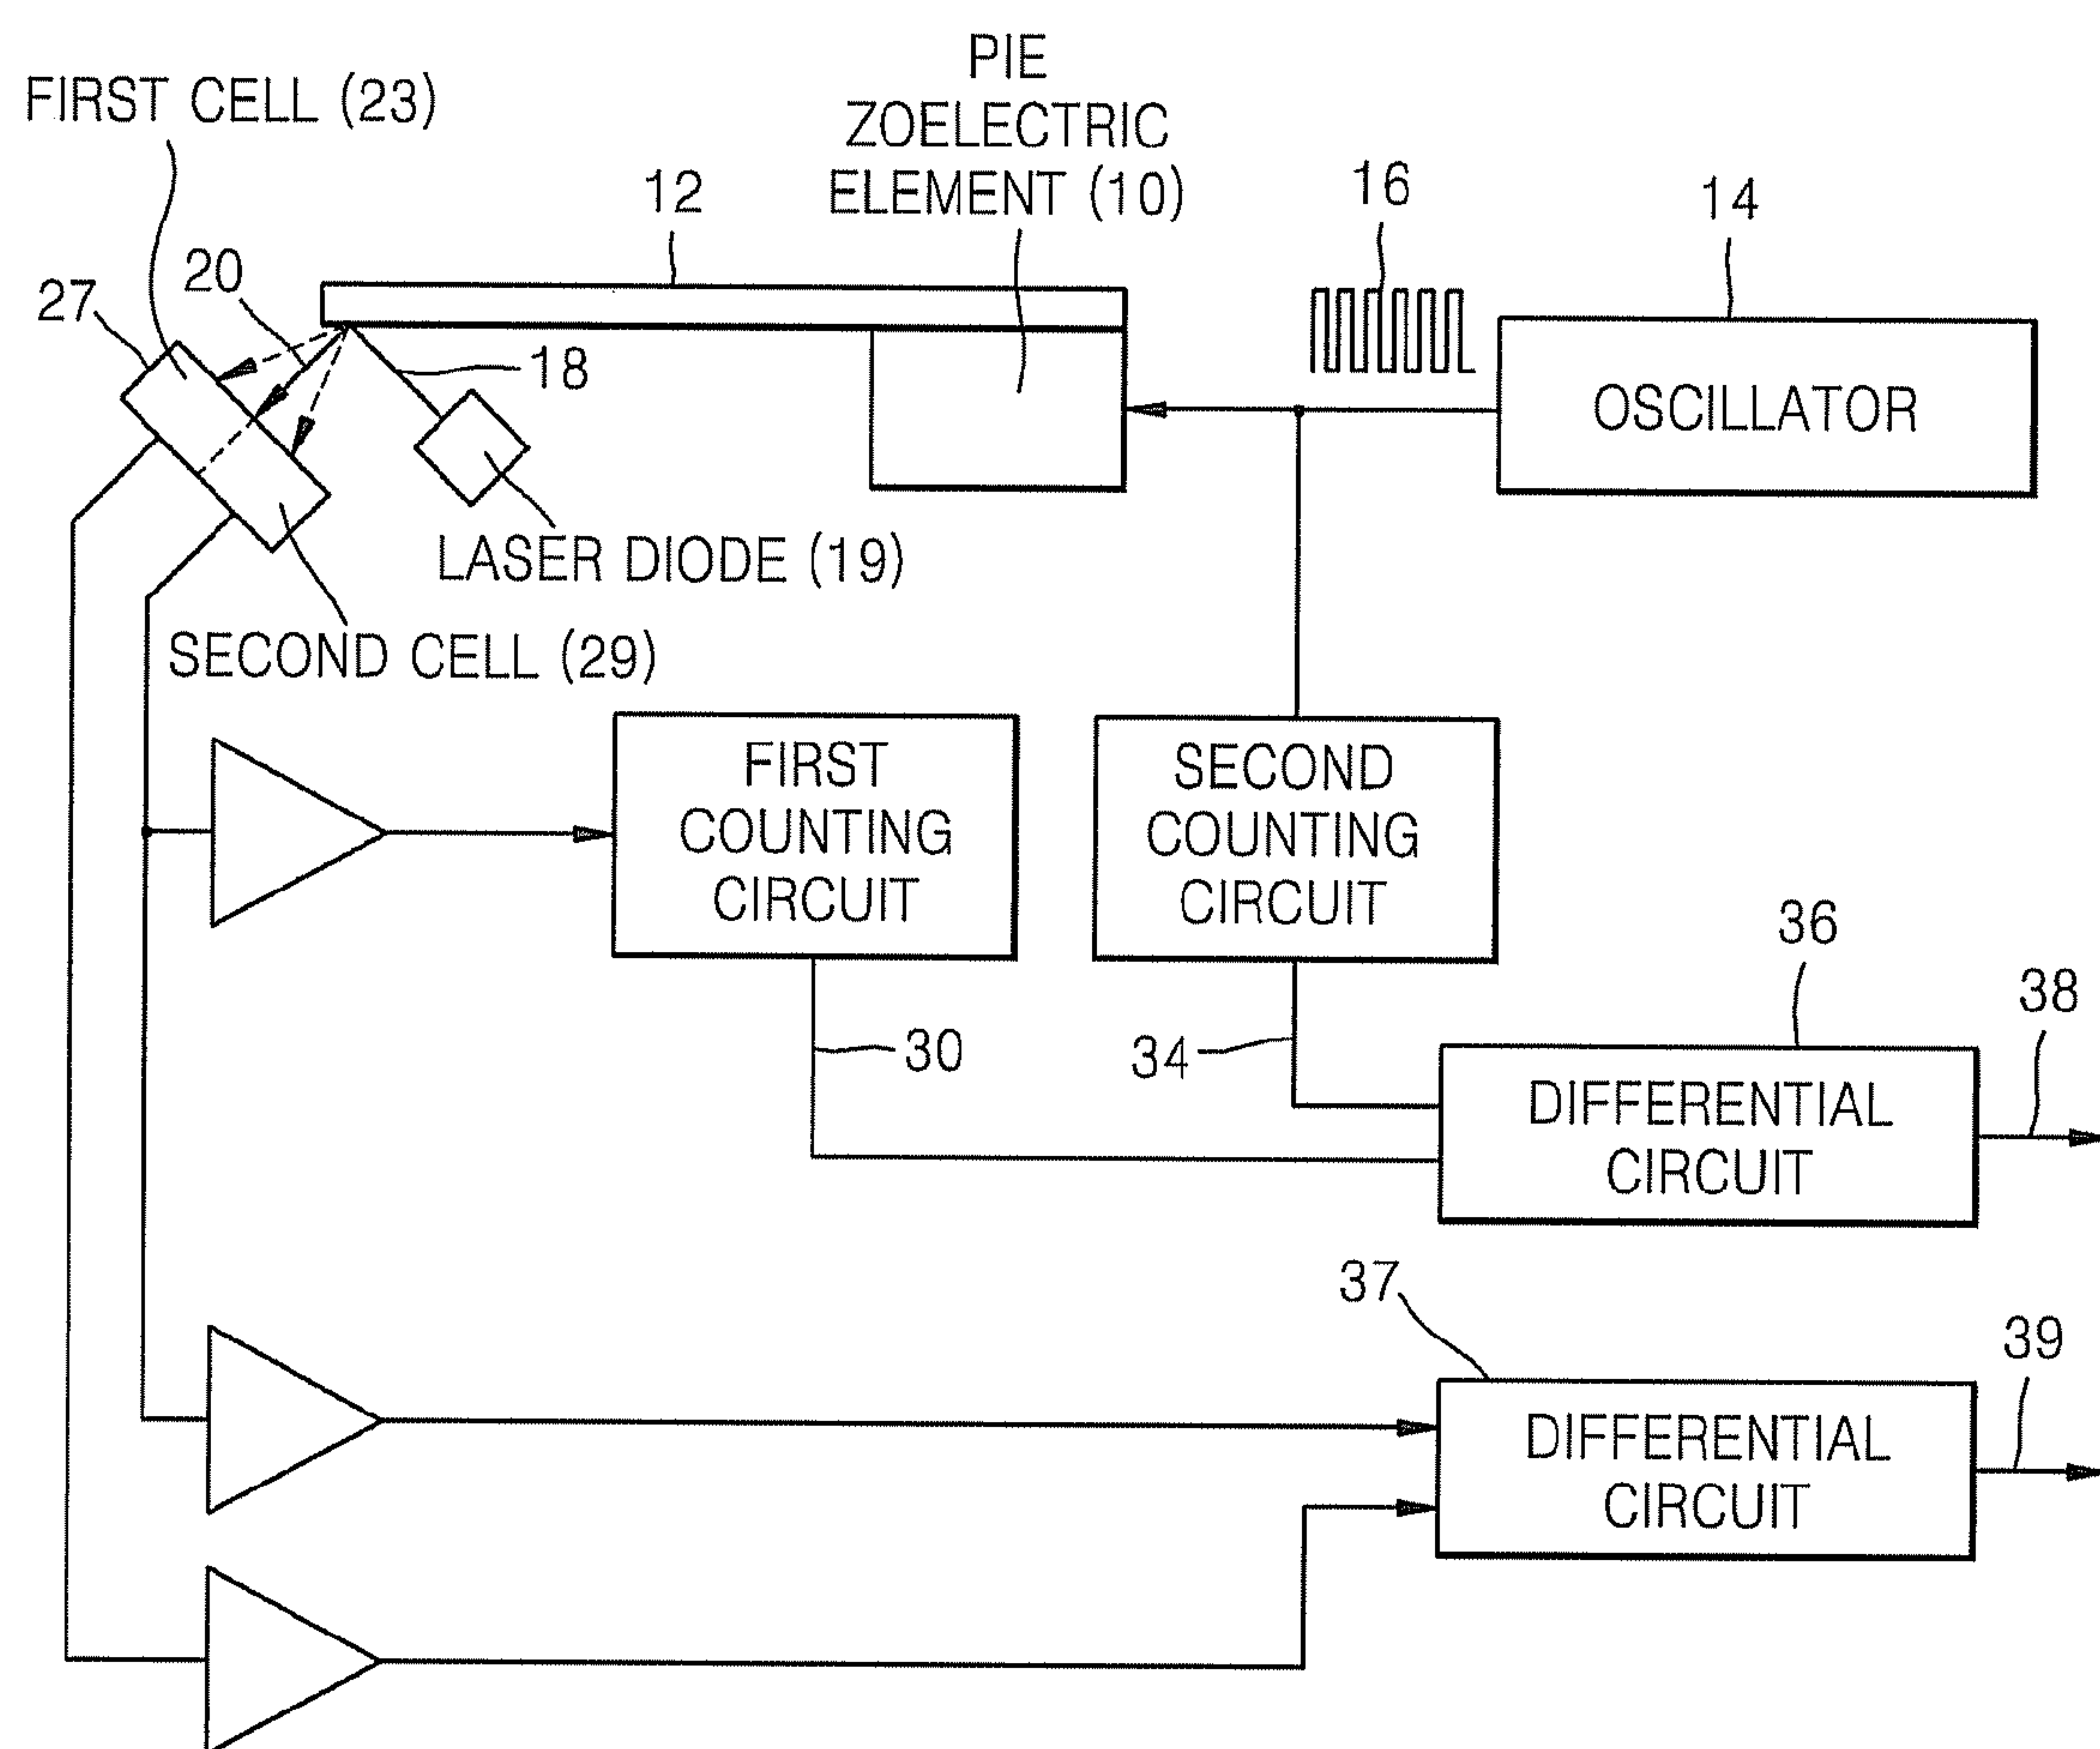 PIE
ZOELECTRIC
ELEMENT (10)
FIRST CELL (23)
12
16
14
27
20
18
OSCILLATOR
LASER DIODE (19)
SECOND CELL (29)
FIRST
COUNTING
CIRCUIT
SECOND
COUNTING
CIRCUIT
30
34
36
38
DIFFERENTIAL
CIRCUIT
37
39
DIFFERENTIAL
CIRCUIT